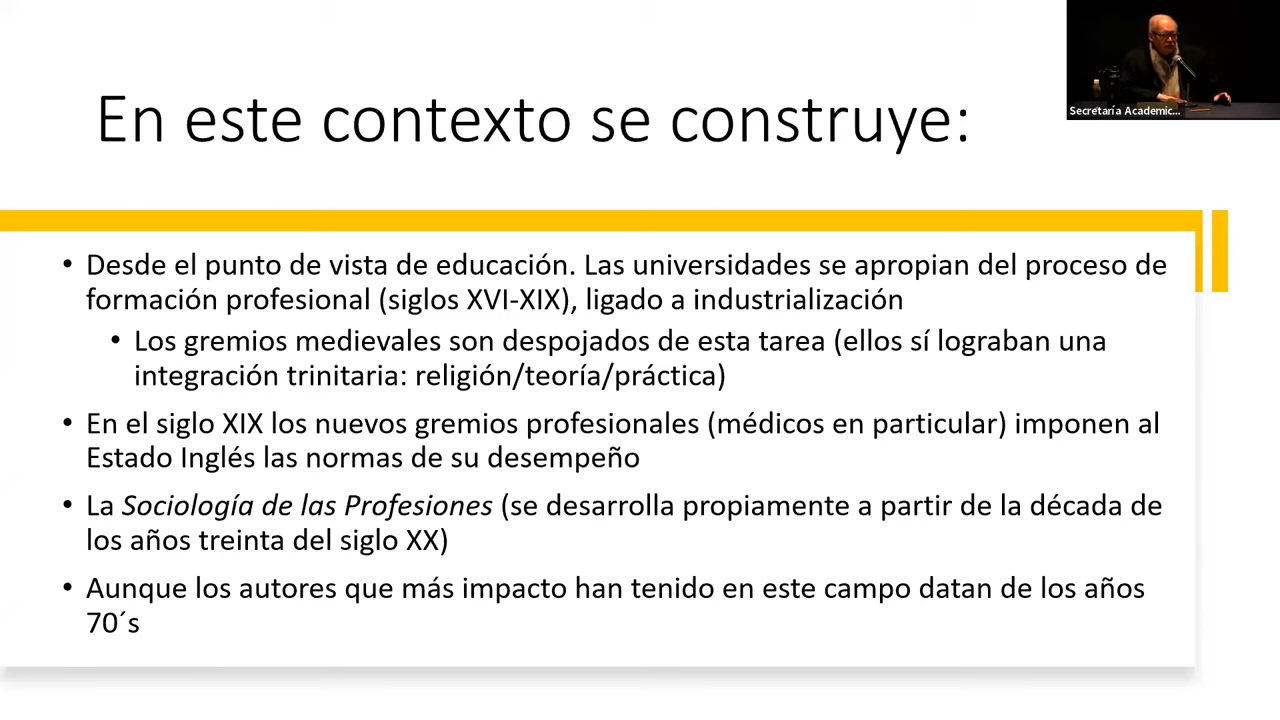 En este contexto se construye:
Secretaría Academic...
• Desde el punto de vista de educación. Las universidades se apropian del proceso de
formación profesional (siglos XVI-XIX), ligado a industrialización
• Los gremios medievales son despojados de esta tarea (ellos sí lograban una
integración trinitaria: religión/teoría/práctica)
• En el siglo XIX los nuevos gremios profesionales (médicos en particular) imponen al
Estado Inglés las normas de su desempeño
• La Sociología de las Profesiones (se desarrolla propiamente a partir de la década de
los años treinta del siglo XX)
• Aunque los autores que más impacto han tenido en este campo datan de los años
70´s